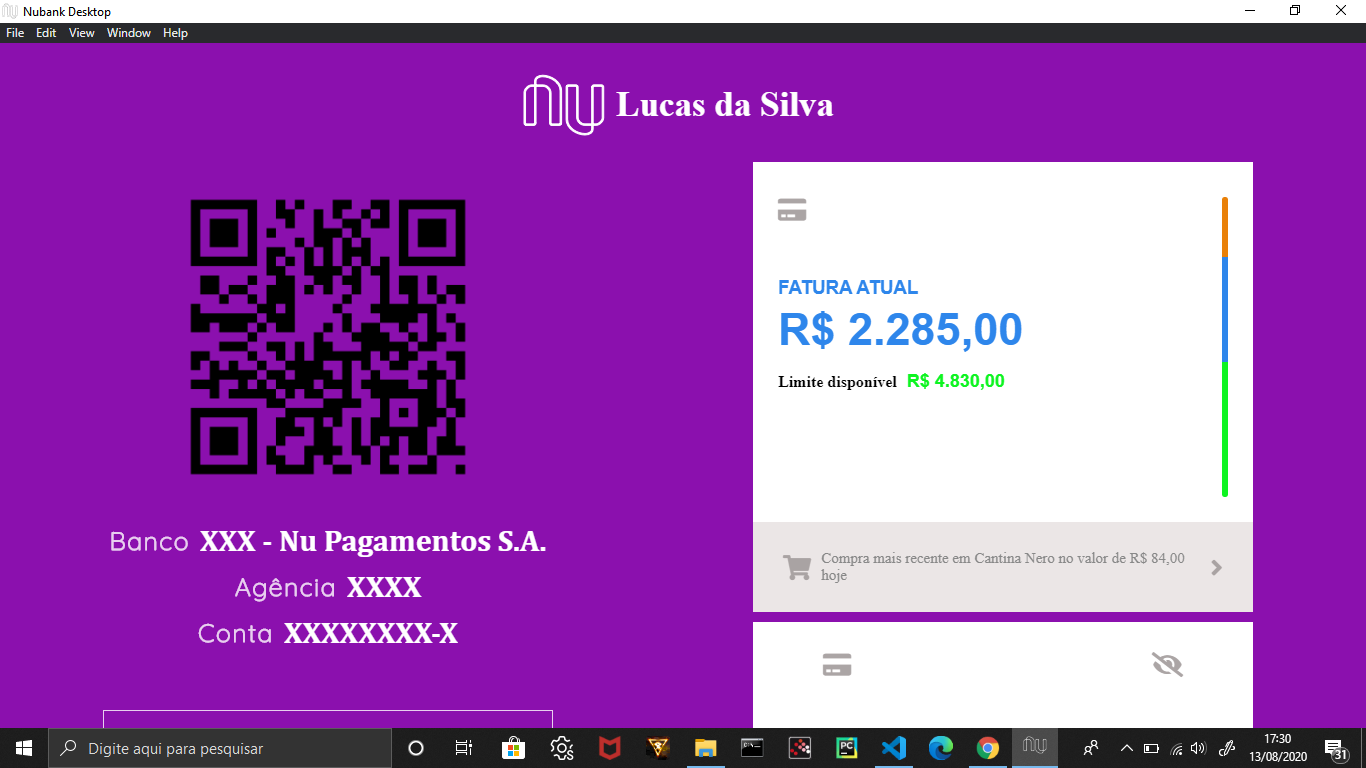 Nubank Desktop
File Edit View Window Help
nu Lucas da Silva
FATURA ATUAL
R$ 2.285,00
Limite disponível R$ 4.830,00
Compra mais recente em Cantina Nero no valor de R$ 84,00
hoje
Banco XXX - Nu Pagamentos S.A.
Agência XXXX
Conta XXXXXXXX-X
Digite aqui para pesquisar
PC
17:30
13/08/2020
31